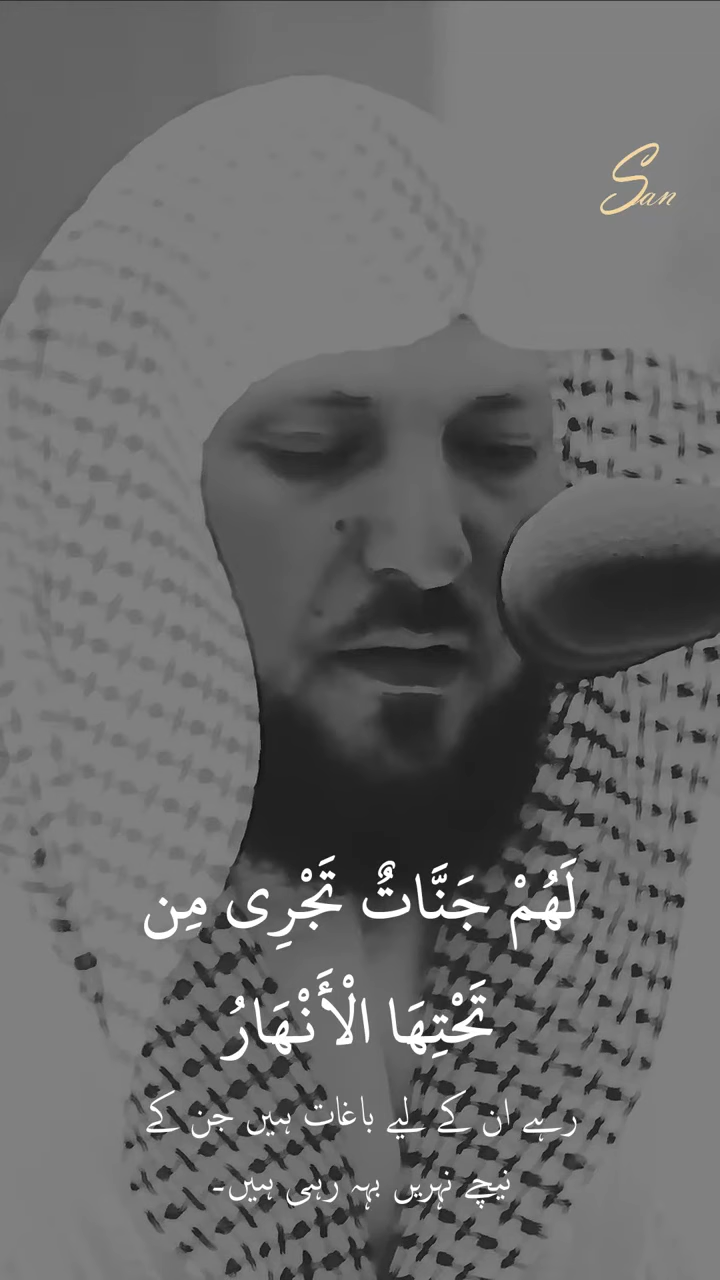 San
لَهُمْ جَنَّاتٌ تَجْرِى مِن
تَحْتِهَا الْأَنْهَارُ
رہے ان کے لیے باغات ہیں جن کے
نیچے نہریں بہہ رہی ہیں۔